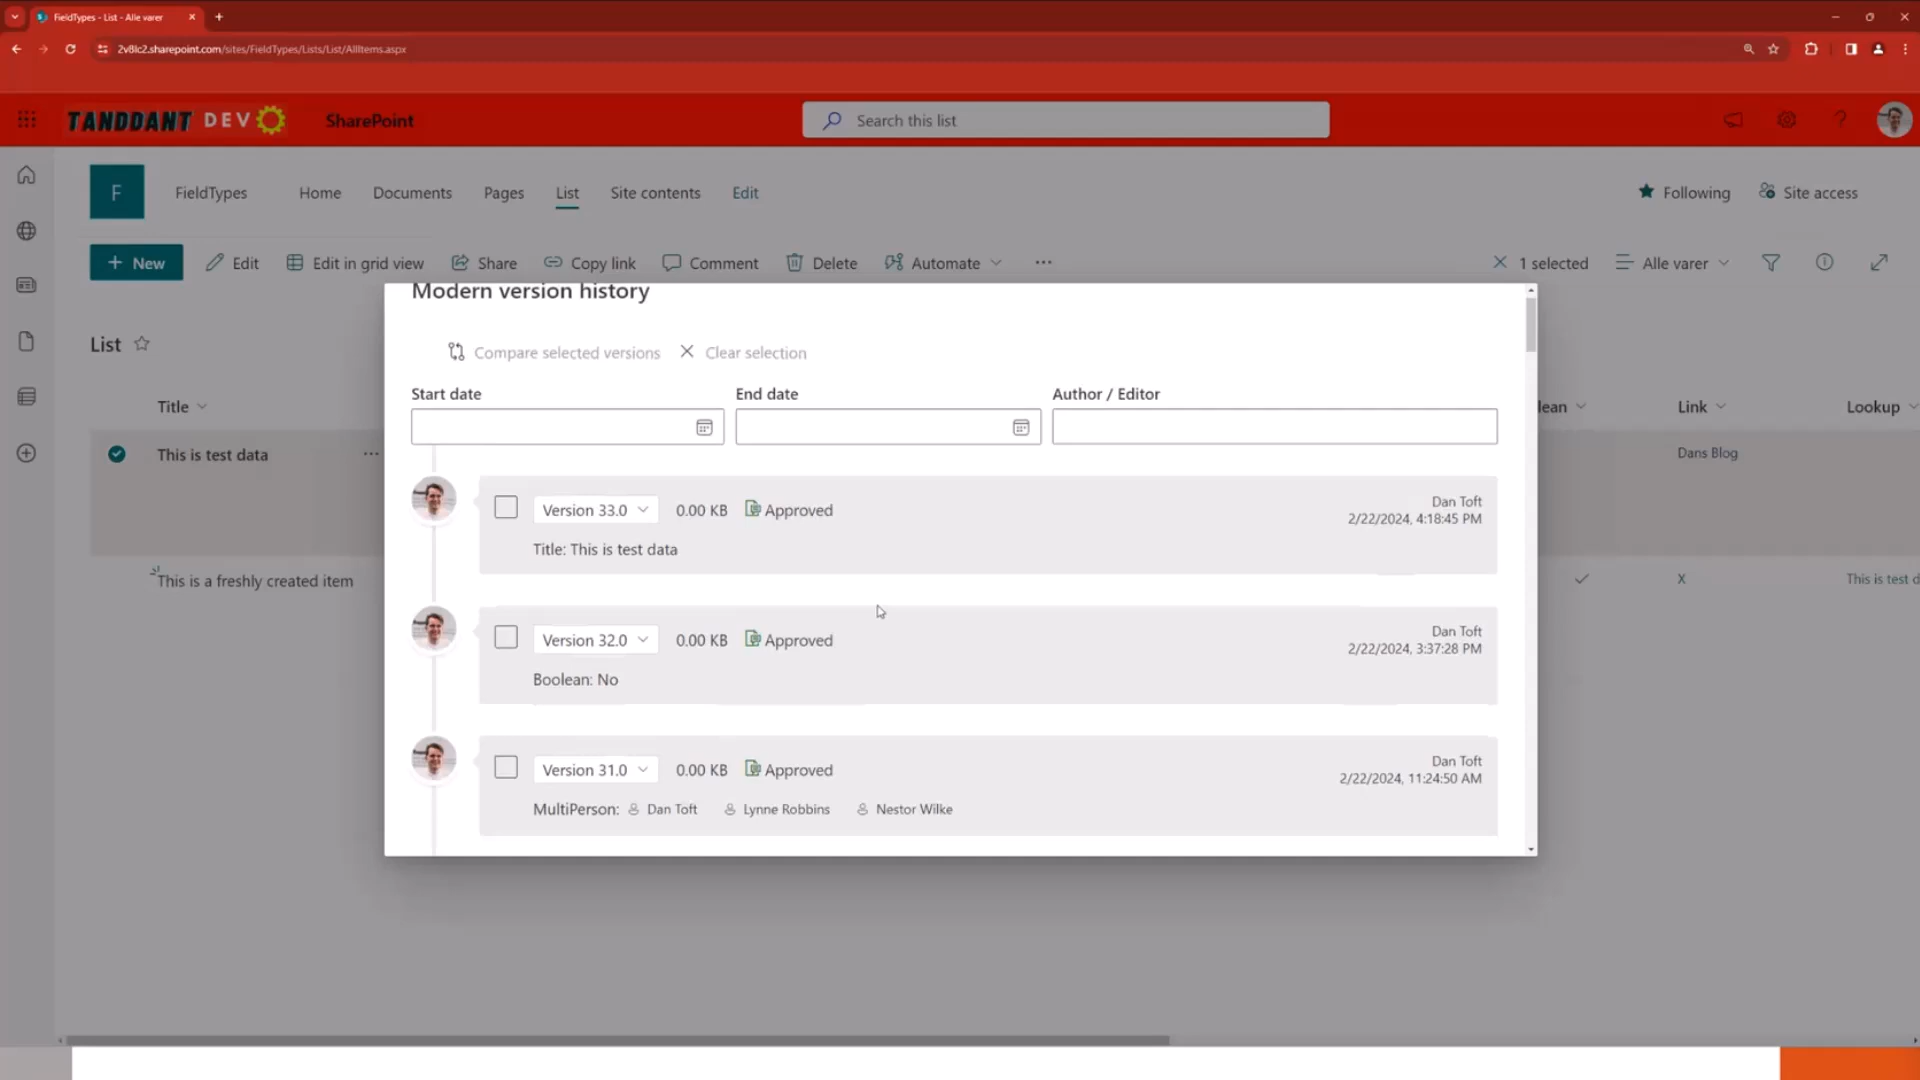 FieldTypes - List - Alle varer
2v8lc2.sharepoint.com/sites/FieldTypes/Lists/List/AllItems.aspx
TANDDANT DEV SharePoint Search this list
F FieldTypes Home Documents Pages List Site contents Edit Following Site access
New Edit Edit in grid view Share Copy link Comment Delete Automate 1 selected Alle varer
Modern version history
List
Compare selected versions Clear selection
Start date End date Author / Editor
Title lean Link Lookup
This is test data Dans Blog
Version 33.0 0.00 KB Approved Dan Toft
2/22/2024, 4:18:45 PM
Title: This is test data
This is a freshly created item X This is test d
Version 32.0 0.00 KB Approved Dan Toft
2/22/2024, 3:37:28 PM
Boolean: No
Version 31.0 0.00 KB Approved Dan Toft
2/22/2024, 11:24:50 AM
MultiPerson: Dan Toft Lynne Robbins Nestor Wilke